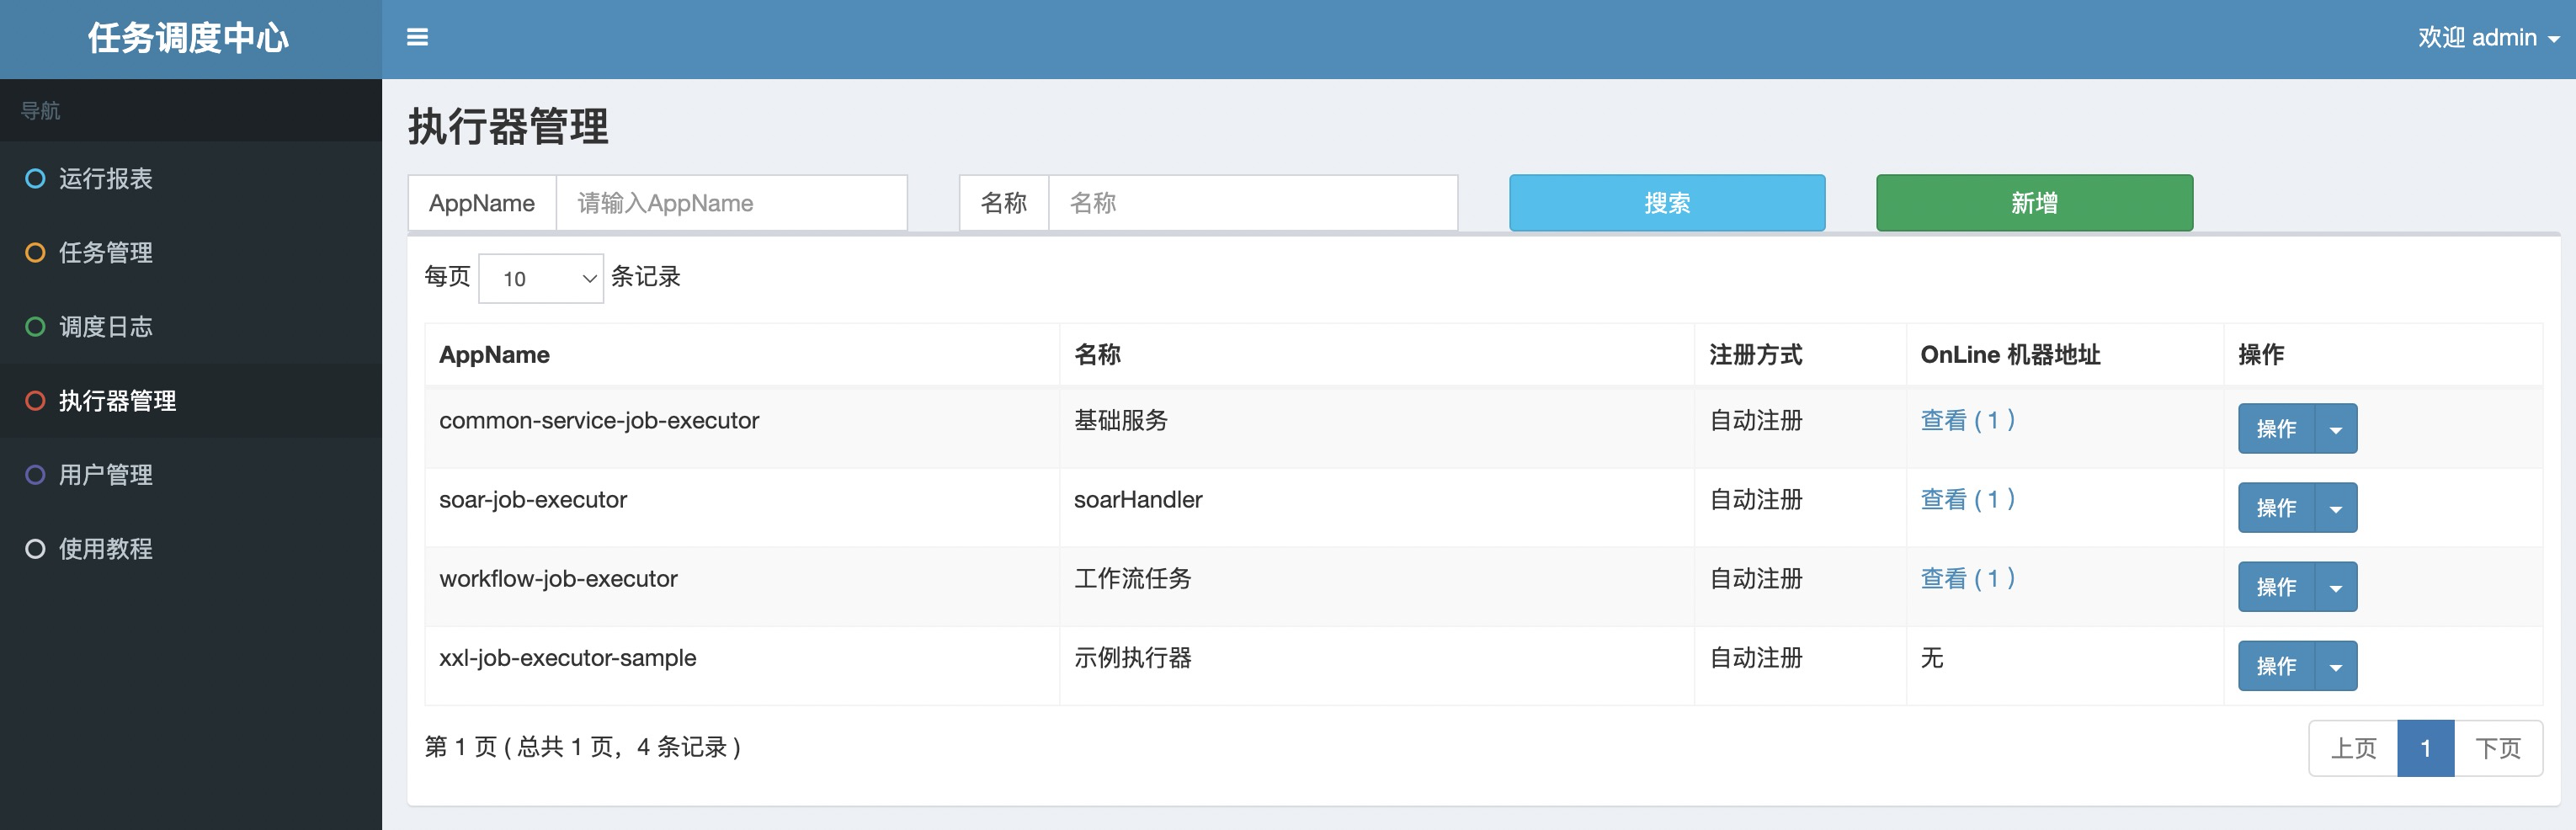 任务调度中心
欢迎 admin
导航
运行报表
任务管理
调度日志
执行器管理
用户管理
使用教程
执行器管理
AppName 请输入AppName 名称 名称 搜索 新增
每页 10 条记录
AppName 名称 注册方式 OnLine 机器地址 操作
common-service-job-executor 基础服务 自动注册 查看 ( 1 ) 操作
soar-job-executor soarHandler 自动注册 查看 ( 1 ) 操作
workflow-job-executor 工作流任务 自动注册 查看 ( 1 ) 操作
xxl-job-executor-sample 示例执行器 自动注册 无 操作
第 1 页 ( 总共 1 页，4 条记录 )
上页 1 下页